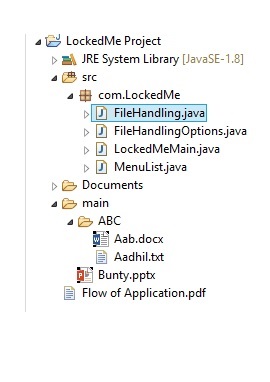 LockedMe Project
JRE System Library [JavaSE-1.8]
src
com.LockedMe
FileHandling.java
FileHandlingOptions.java
LockedMeMain.java
MenuList.java
Documents
main
ABC
Aab.docx
Aadhil.txt
Bunty.pptx
Flow of Application.pdf